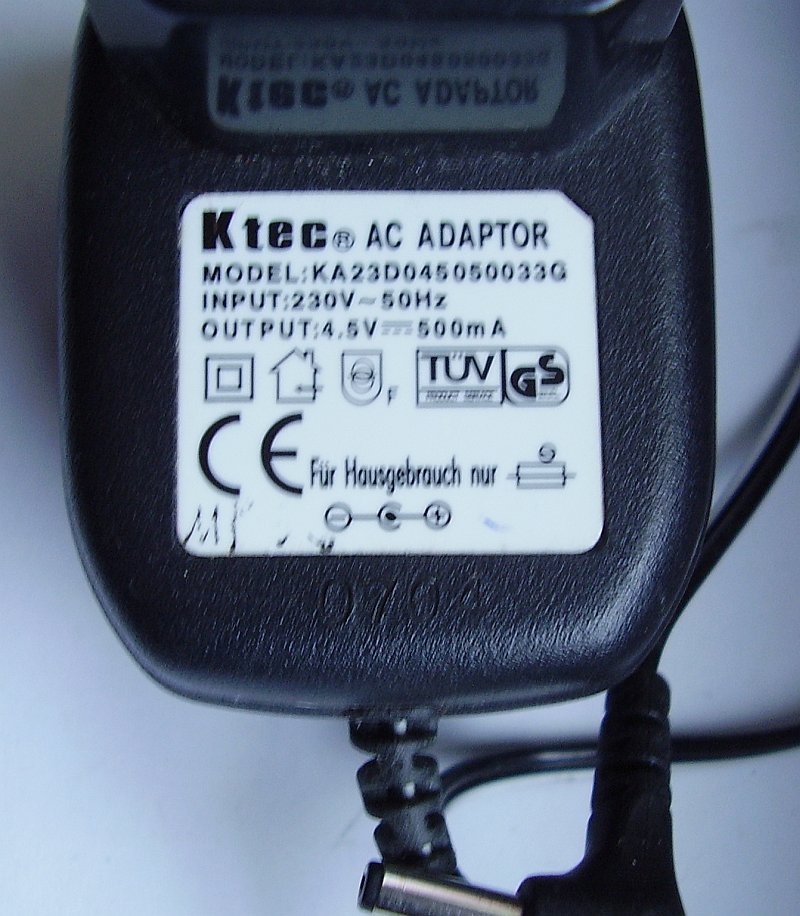 Ktec® AC ADAPTOR
MODEL:KA23D045050033G
INPUT:230V~50Hz
OUTPUT:4.5V⎓500mA
F
TÜV
GS
CE Für Hausgebrauch nur
0704